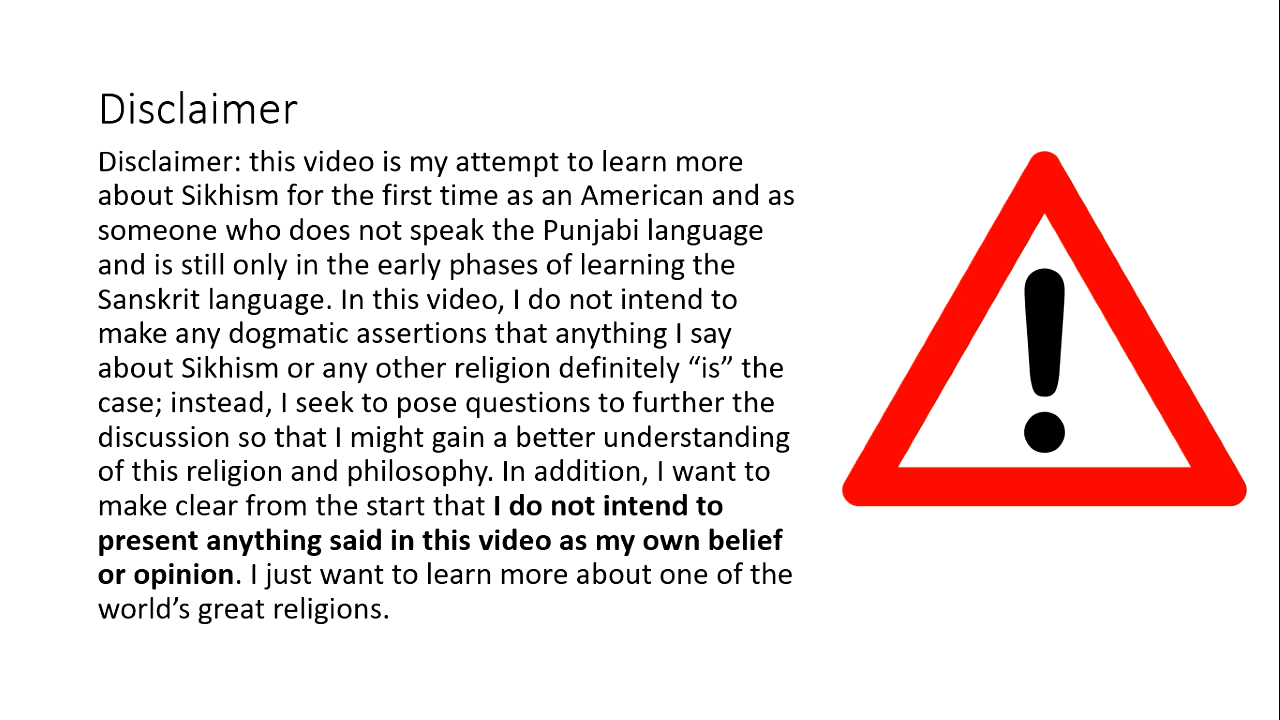 Disclaimer
Disclaimer: this video is my attempt to learn more
about Sikhism for the first time as an American and as
someone who does not speak the Punjabi language
and is still only in the early phases of learning the
Sanskrit language. In this video, I do not intend to
make any dogmatic assertions that anything I say
about Sikhism or any other religion definitely “is” the
case; instead, I seek to pose questions to further the
discussion so that I might gain a better understanding
of this religion and philosophy. In addition, I want to
make clear from the start that I do not intend to
present anything said in this video as my own belief
or opinion. I just want to learn more about one of the
world’s great religions.